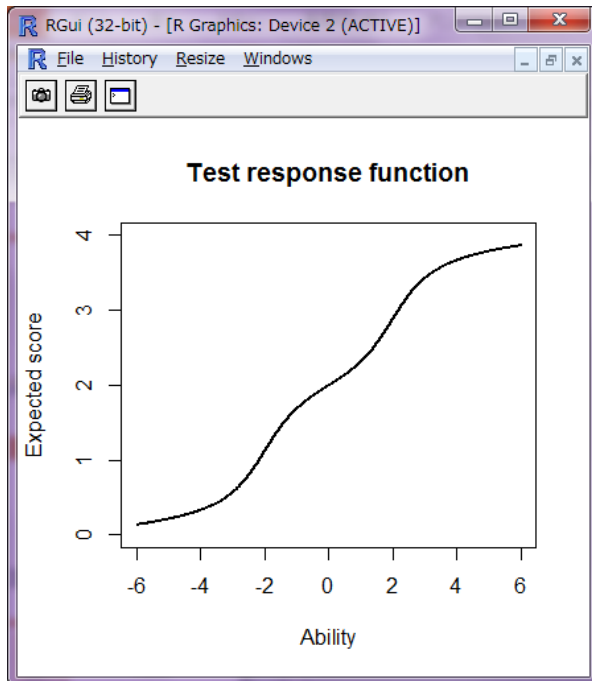 RGui (32-bit) - [R Graphics: Device 2 (ACTIVE)]
File History Resize Windows
Test response function
Expected score
4
3
2
1
0
-6 -4 -2 0 2 4 6
Ability